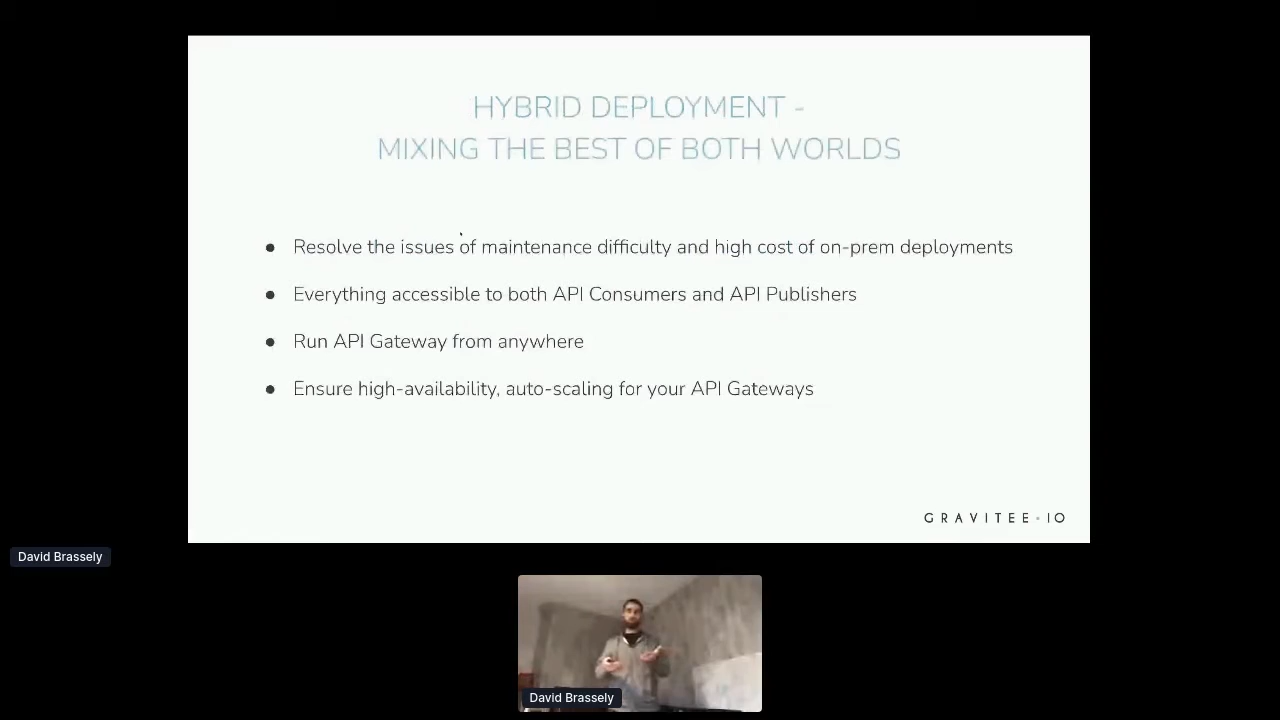 HYBRID DEPLOYMENT -
MIXING THE BEST OF BOTH WORLDS
● Resolve the issues of maintenance difficulty and high cost of on-prem deployments
● Everything accessible to both API Consumers and API Publishers
● Run API Gateway from anywhere
● Ensure high-availability, auto-scaling for your API Gateways
GRAVITEE•IO
David Brassely
David Brassely